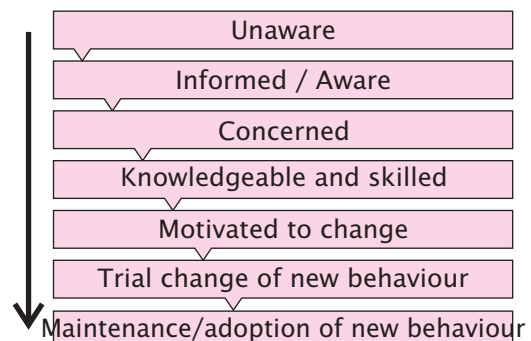 Unaware
Informed / Aware
Concerned
Knowledgeable and skilled
Motivated to change
Trial change of new behaviour
Maintenance/adoption of new behaviour